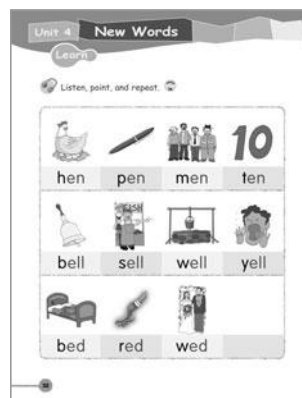 Unit 4 New Words
Learn
Listen, point, and repeat.
10
hen pen men ten
bell sell well yell
bed red wed